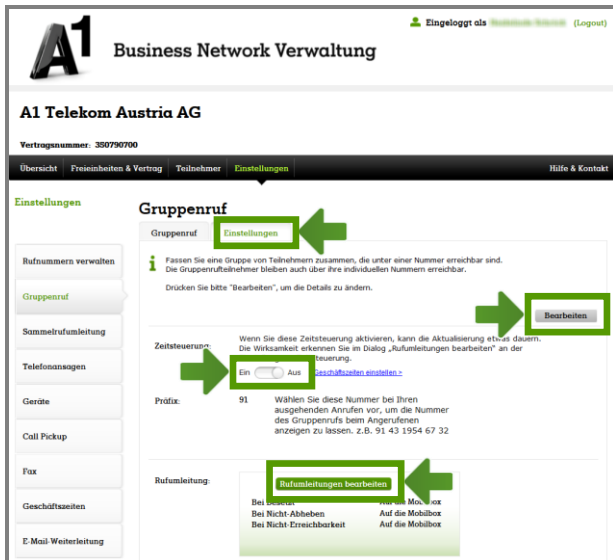 A1
Business Network Verwaltung
Eingeloggt als (Logout)
A1 Telekom Austria AG
Vertragsnummer: 350790700
Übersicht Freieinheiten & Vertrag Teilnehmer Einstellungen Hilfe & Kontakt
Einstellungen
Rufnummern verwalten
Gruppenruf
Sammelrufumleitung
Telefonansagen
Geräte
Call Pickup
Fax
Geschäftszeiten
E-Mail-Weiterleitung
Gruppenruf
Gruppenruf Einstellungen
i Fassen Sie eine Gruppe von Teilnehmern zusammen, die unter einer Nummer erreichbar sind.
Die Gruppenrufteilnehmer bleiben auch über ihre individuellen Nummern erreichbar.
Drücken Sie bitte "Bearbeiten", um die Details zu ändern.
Bearbeiten
Zeitsteuerung: Wenn Sie diese Zeitsteuerung aktivieren, kann die Aktualisierung etwas dauern.
Die Wirksamkeit erkennen Sie im Dialog „Rufumleitungen bearbeiten" an der
steuerung.
Ein Aus Geschäftszeiten einstellen >
Präfix: 91 Wählen Sie diese Nummer bei Ihren
ausgehenden Anrufen vor, um die Nummer
des Gruppenrufs beim Angerufenen
anzeigen zu lassen. z.B. 91 43 1954 67 32
Rufumleitung: Rufumleitungen bearbeiten
Bei Auf die Mobilbox
Bei Nicht-Abheben Auf die Mobilbox
Bei Nicht-Erreichbarkeit Auf die Mobilbox